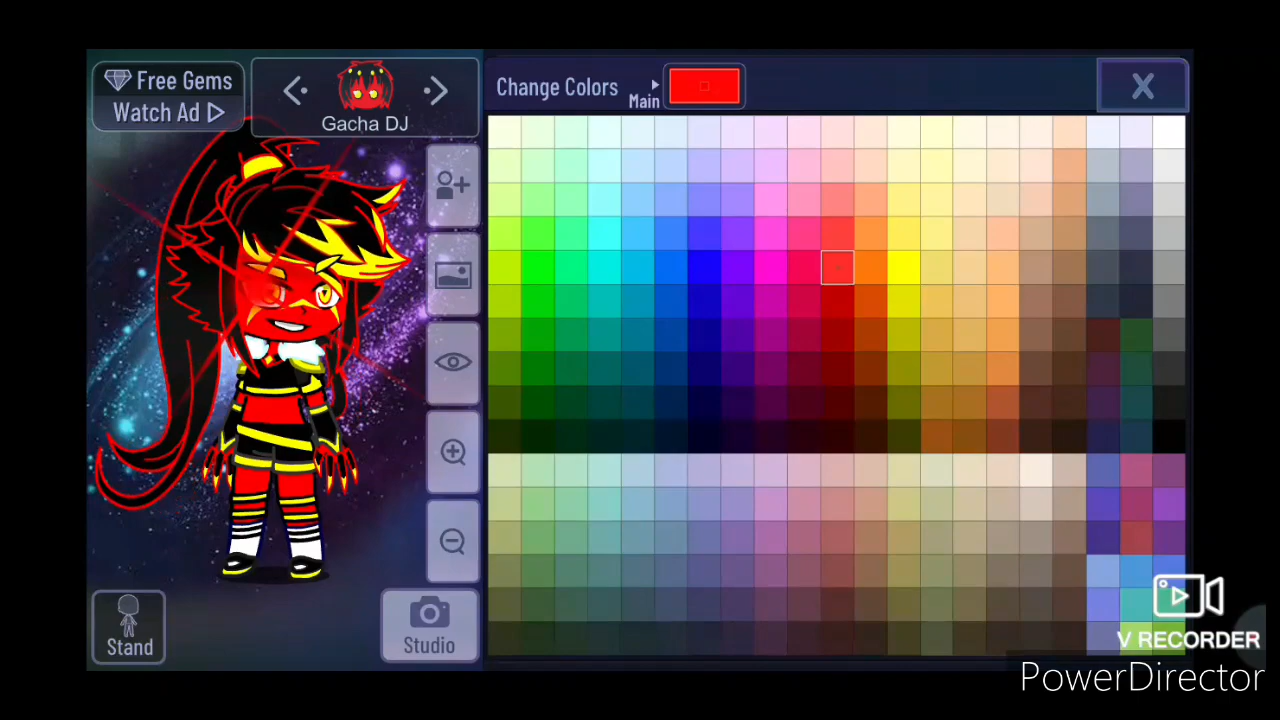 Free Gems
Watch Ad
Gacha DJ
Change Colors
Main
X
Stand
Studio
V RECORDER
PowerDirector